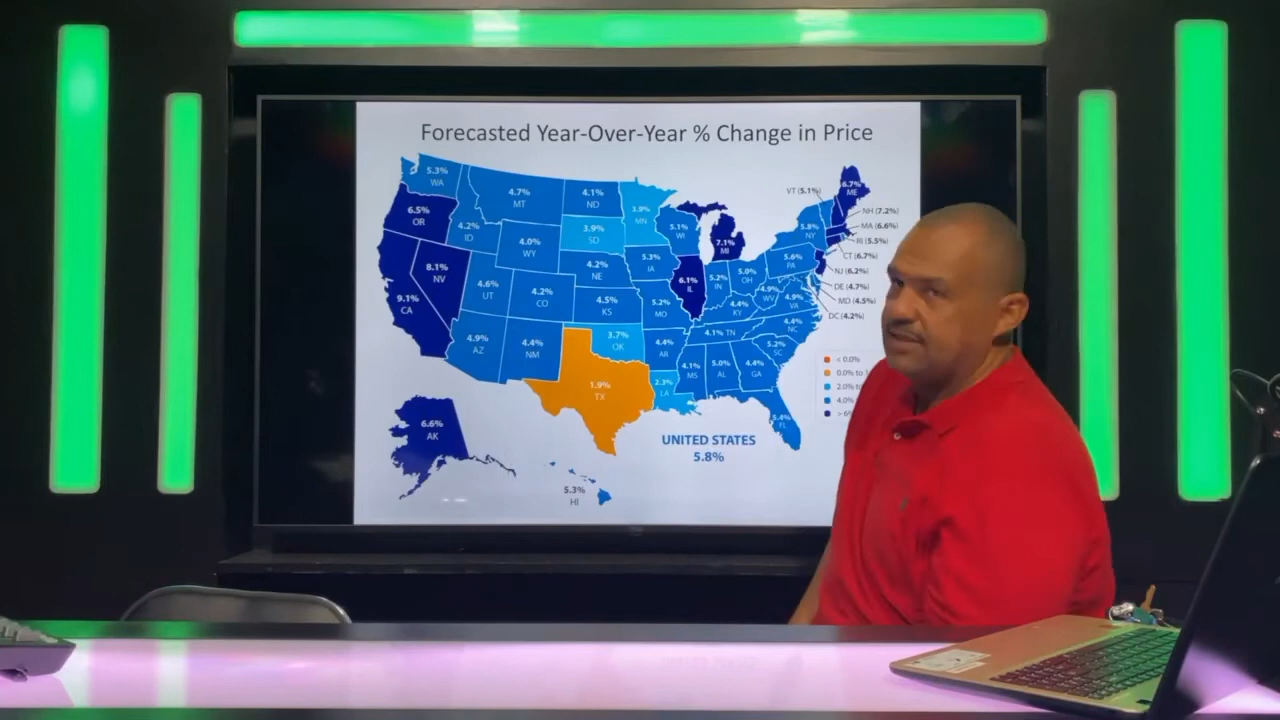 Forecasted Year-Over-Year % Change in Price
5.3%
WA
4.7%
MT
4.1%
ND
3.9%
MN
6.7%
ME
VT (5.1%)
6.5%
OR
4.2%
ID
3.9%
SD
5.1%
WI
7.1%
MI
5.8%
NY
NH (7.2%)
MA (6.6%)
RI (5.5%)
CT (6.7%)
NJ (6.2%)
DE (4.7%)
MD (4.5%)
DC (4.2%)
4.0%
WY
8.1%
NV
4.2%
NE
5.3%
IA
6.1%
IL
5.2%
IN
5.0%
OH
5.6%
PA
9.1%
CA
4.6%
UT
4.2%
CO
4.5%
KS
5.2%
MO
4.4%
KY
4.9%
WV
4.9%
VA
4.9%
AZ
4.4%
NM
3.7%
OK
4.4%
AR
4.1% TN
4.4%
NC
5.2%
SC
1.9%
TX
2.3%
LA
4.1%
MS
5.0%
AL
4.4%
GA
5.4%
FL
< 0.0%
0.0% to
2.0% to
4.0%
6.6%
AK
5.3%
HI
UNITED STATES
5.8%